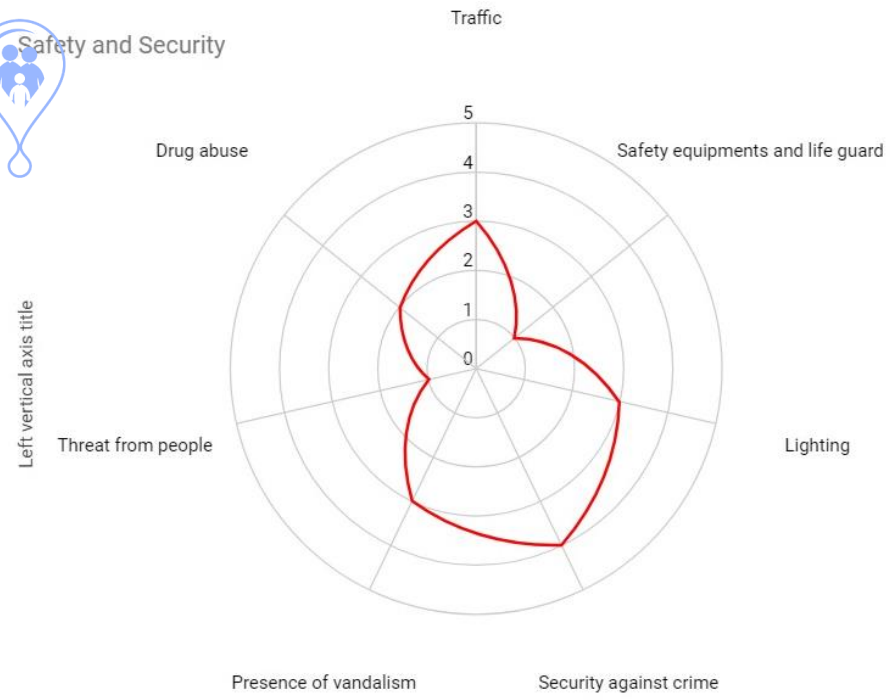 Traffic
Safety and Security
5
Drug abuse
Safety equipments and life guard
4
3
2
1
0
Left vertical axis title
Threat from people
Lighting
Presence of vandalism
Security against crime